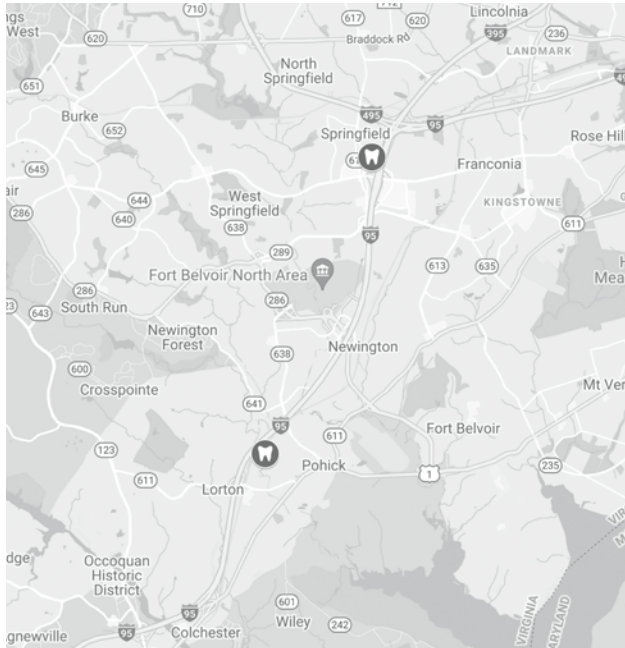 ngs
West
710
620
617
712
620
Lincolnia
236
395
Braddock Rd
LANDMARK
North
Springfield
651
495
Burke
652
Springfield
95
Rose Hill
645
Franconia
air
644
West
Springfield
KINGSTOWNE
286
640
638
611
95
289
613
635
Fort Belvoir North Area
H
Mea
286
286
23
643
South Run
Newington
Forest
Newington
638
600
Crosspointe
Mt Ver
641
95
611
Fort Belvoir
123
611
Pohick
235
1
Lorton
dge
Occoquan
Historic
District
601
95
Wiley
242
gnewville
95
Colchester
VIRGINIA
ARYLAND